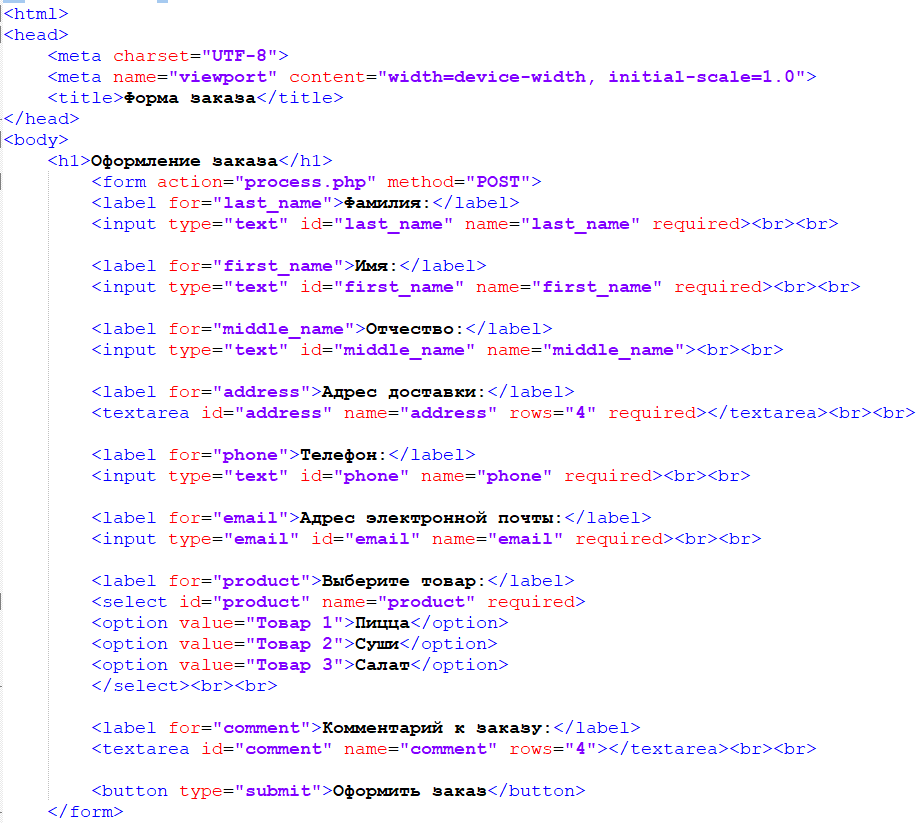 <html>
<head>
    <meta charset="UTF-8">
    <meta name="viewport" content="width=device-width, initial-scale=1.0">
    <title>Форма заказа</title>
</head>
<body>
    <h1>Оформление заказа</h1>
        <form action="process.php" method="POST">
        <label for="last_name">Фамилия:</label>
        <input type="text" id="last_name" name="last_name" required><br><br>

        <label for="first_name">Имя:</label>
        <input type="text" id="first_name" name="first_name" required><br><br>

        <label for="middle_name">Отчество:</label>
        <input type="text" id="middle_name" name="middle_name"><br><br>

        <label for="address">Адрес доставки:</label>
        <textarea id="address" name="address" rows="4" required></textarea><br><br>

        <label for="phone">Телефон:</label>
        <input type="text" id="phone" name="phone" required><br><br>

        <label for="email">Адрес электронной почты:</label>
        <input type="email" id="email" name="email" required><br><br>

        <label for="product">Выберите товар:</label>
        <select id="product" name="product" required>
        <option value="Товар 1">Пицца</option>
        <option value="Товар 2">Суши</option>
        <option value="Товар 3">Салат</option>
        </select><br><br>

        <label for="comment">Комментарий к заказу:</label>
        <textarea id="comment" name="comment" rows="4"></textarea><br><br>

        <button type="submit">Оформить заказ</button>
    </form>